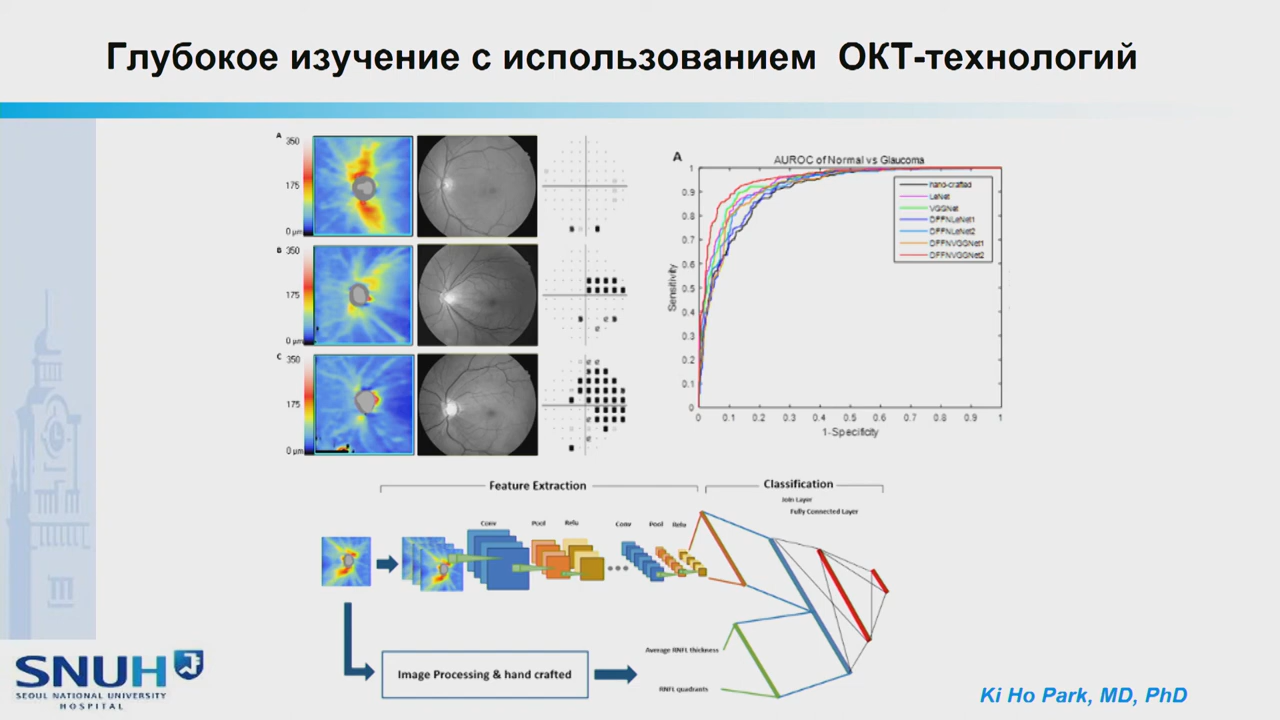 Глубокое изучение с использованием ОКТ-технологий
A
350
175
0 µm
B
350
175
0 µm
C
350
175
0 µm
A
AUROC of Normal vs Glaucoma
hand-crafted
LeNet
VGGNet
DFFNLeNet1
DFFNLeNet2
DFFNVGGNet1
DFFNVGGNet2
Sensitivity
1
0.9
0.8
0.7
0.6
0.5
0.4
0.3
0.2
0.1
0
0 0.1 0.2 0.3 0.4 0.5 0.6 0.7 0.8 0.9 1
1-Specificity
Feature Extraction
Classification
Join Layer
Fully Connected Layer
Conv Pool Relu Conv Pool Relu
Average RNFL thickness
Image Processing & hand crafted
RNFL quadrants
SNUH
SEOUL NATIONAL UNIVERSITY
HOSPITAL
Ki Ho Park, MD, PhD